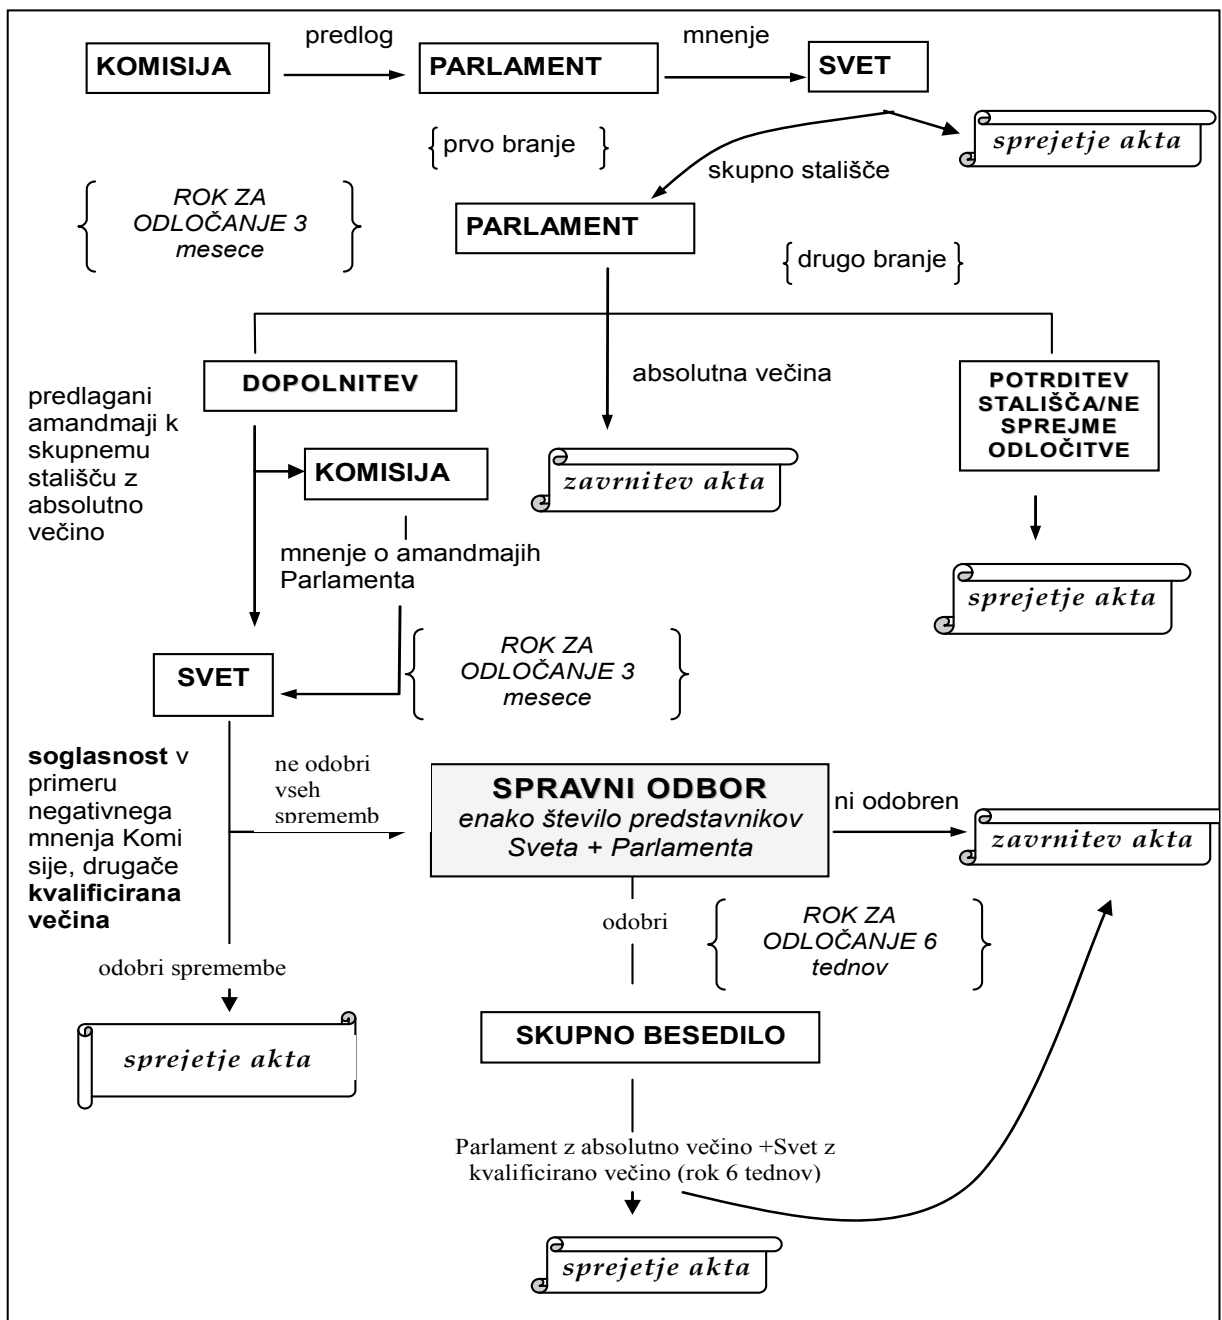 predlog
mnenje
KOMISIJA
PARLAMENT
SVET
prvo branje
sprejetje akta
skupno stališče
ROK ZA
ODLOČANJE 3
mesece
PARLAMENT
drugo branje
DOPOLNITEV
absolutna večina
POTRDITEV
STALIŠČA/NE
SPREJME
ODLOČITVE
predlagani
amandmaji k
skupnemu
stališču z
absolutno
večino
KOMISIJA
zavrnitev akta
mnenje o amandmajih
Parlamenta
sprejetje akta
SVET
ROK ZA
ODLOČANJE 3
mesece
soglasnost v
primeru
negativnega
mnenja Komi
sije, drugače
kvalificirana
večina
ne odobri
vseh
sprememb
SPRAVNI ODBOR
enako število predstavnikov
Sveta + Parlamenta
ni odobren
zavrnitev akta
odobri
ROK ZA
ODLOČANJE 6
tednov
odobri spremembe
sprejetje akta
SKUPNO BESEDILO
Parlament z absolutno večino +Svet z
kvalificirano večino (rok 6 tednov)
sprejetje akta